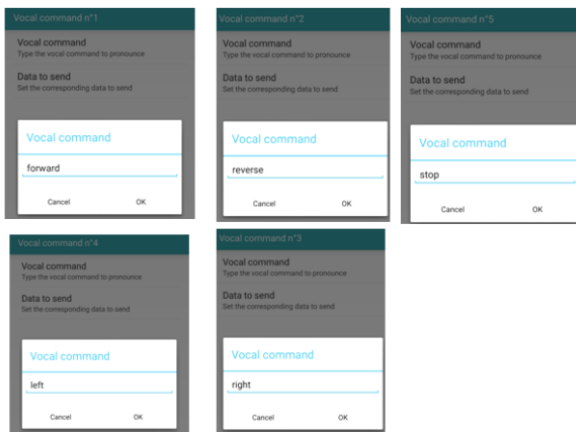 Vocal command n°1
Vocal command
Type the vocal command to pronounce
Data to send
Set the corresponding data to send
Vocal command
forward
Cancel OK
Vocal command n°2
Vocal command
Type the vocal command to pronounce
Data to send
Set the corresponding data to send
Vocal command
reverse
Cancel OK
Vocal command n°5
Vocal command
Type the vocal command to pronounce
Data to send
Set the corresponding data to send
Vocal command
stop
Cancel OK
Vocal command n°4
Vocal command
Type the vocal command to pronounce
Data to send
Set the corresponding data to send
Vocal command
left
Cancel OK
Vocal command n°3
Vocal command
Type the vocal command to pronounce
Data to send
Set the corresponding data to send
Vocal command
right
Cancel OK